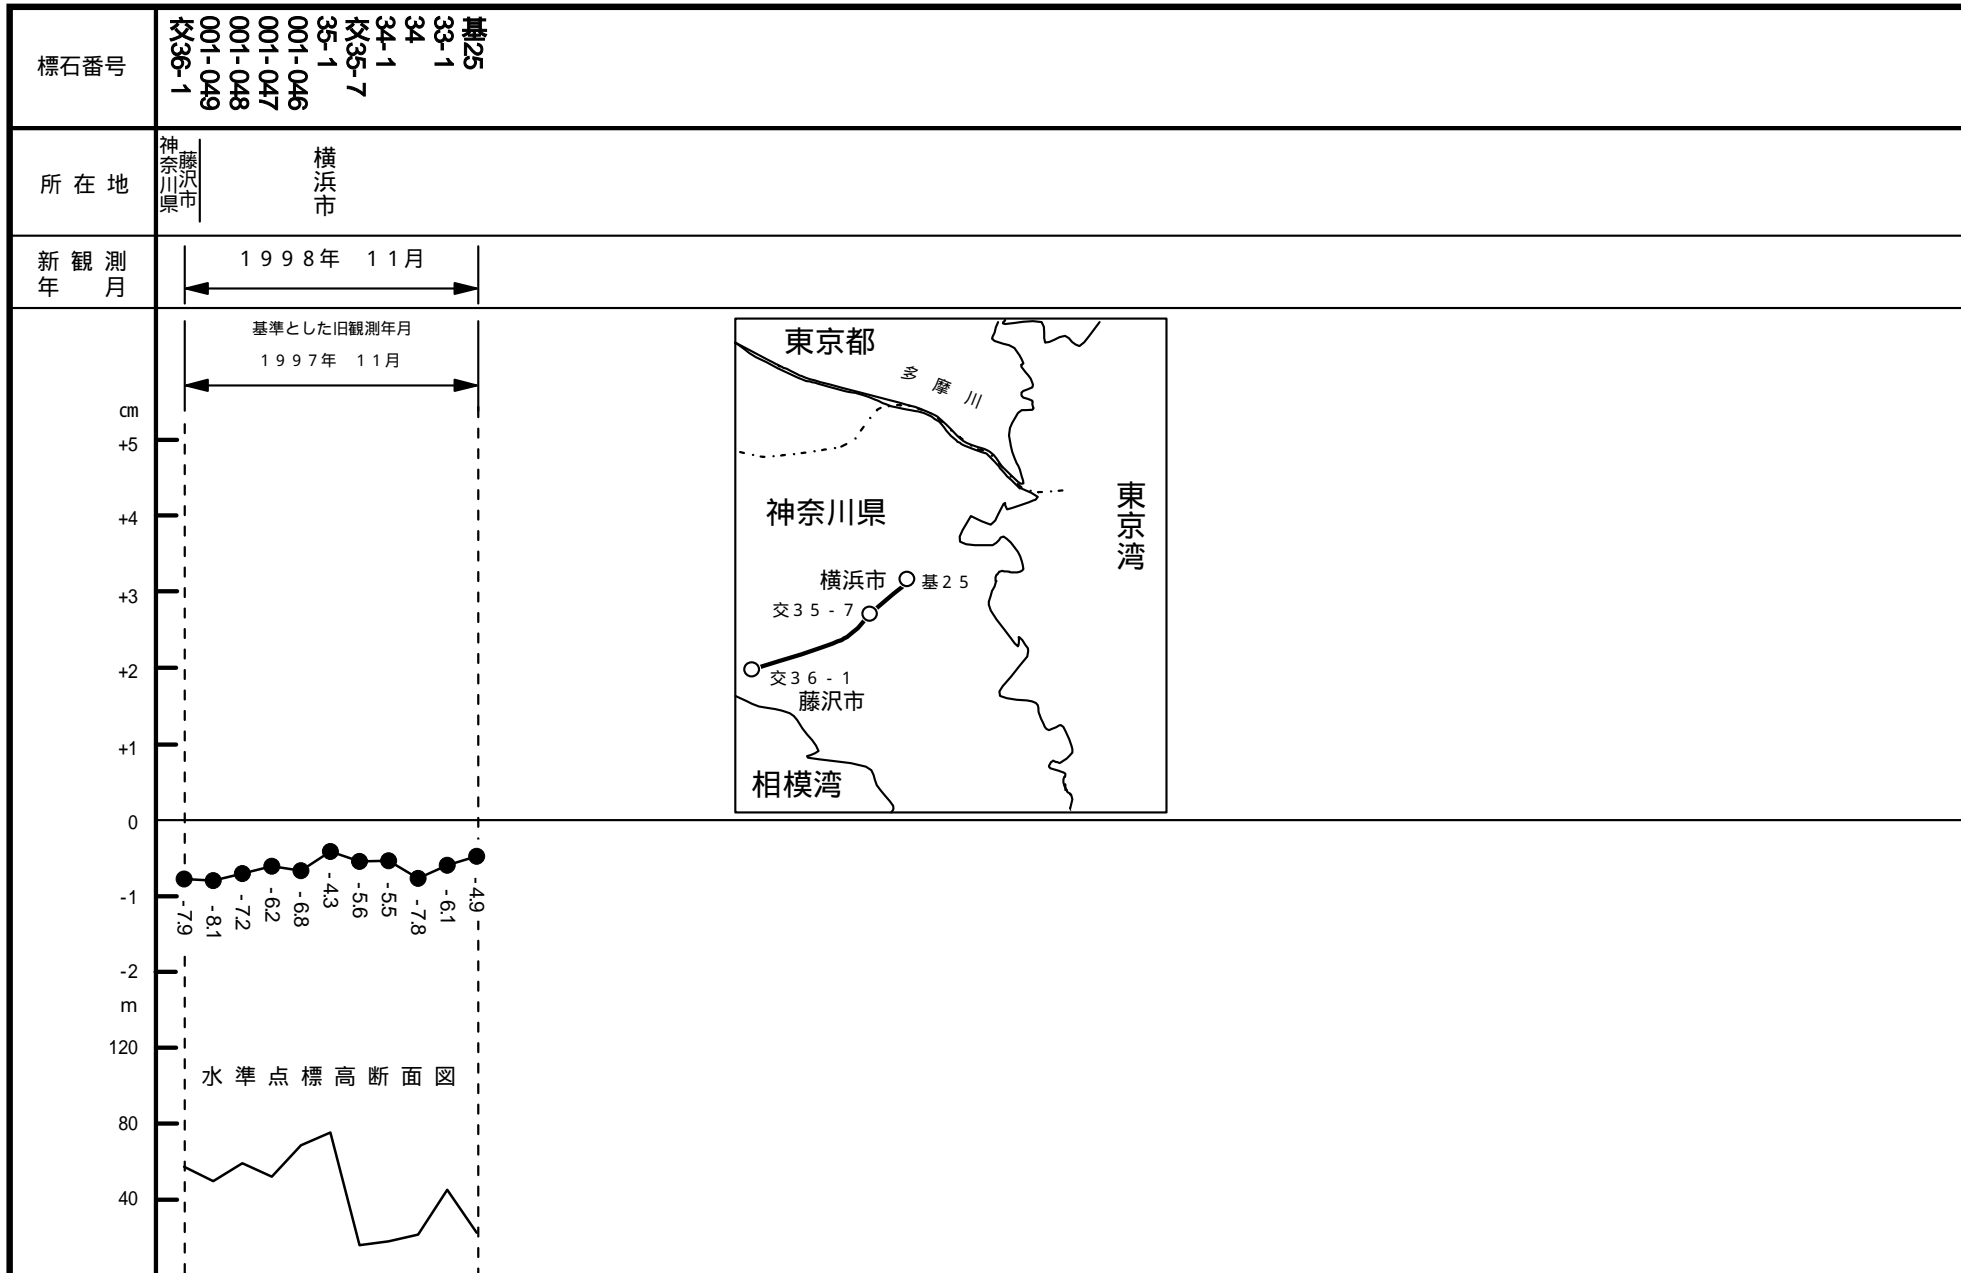 標石番号
交36-1
001-049
001-048
001-047
001-046
35-1
交35-7
34-1
34
33-1
基25
所在地
神奈川県
藤沢市
横浜市
新観測
年月
1998年 11月
基準とした旧観測年月
1997年 11月
cm
+5
+4
+3
+2
+1
0
-1
-2
-7.9
-8.1
-7.2
-6.2
-6.8
-4.3
-5.6
-5.5
-7.8
-6.1
-4.9
m
120
80
40
水準点標高断面図
東京都
多摩川
神奈川県
東京湾
横浜市
基25
交35-7
交36-1
藤沢市
相模湾